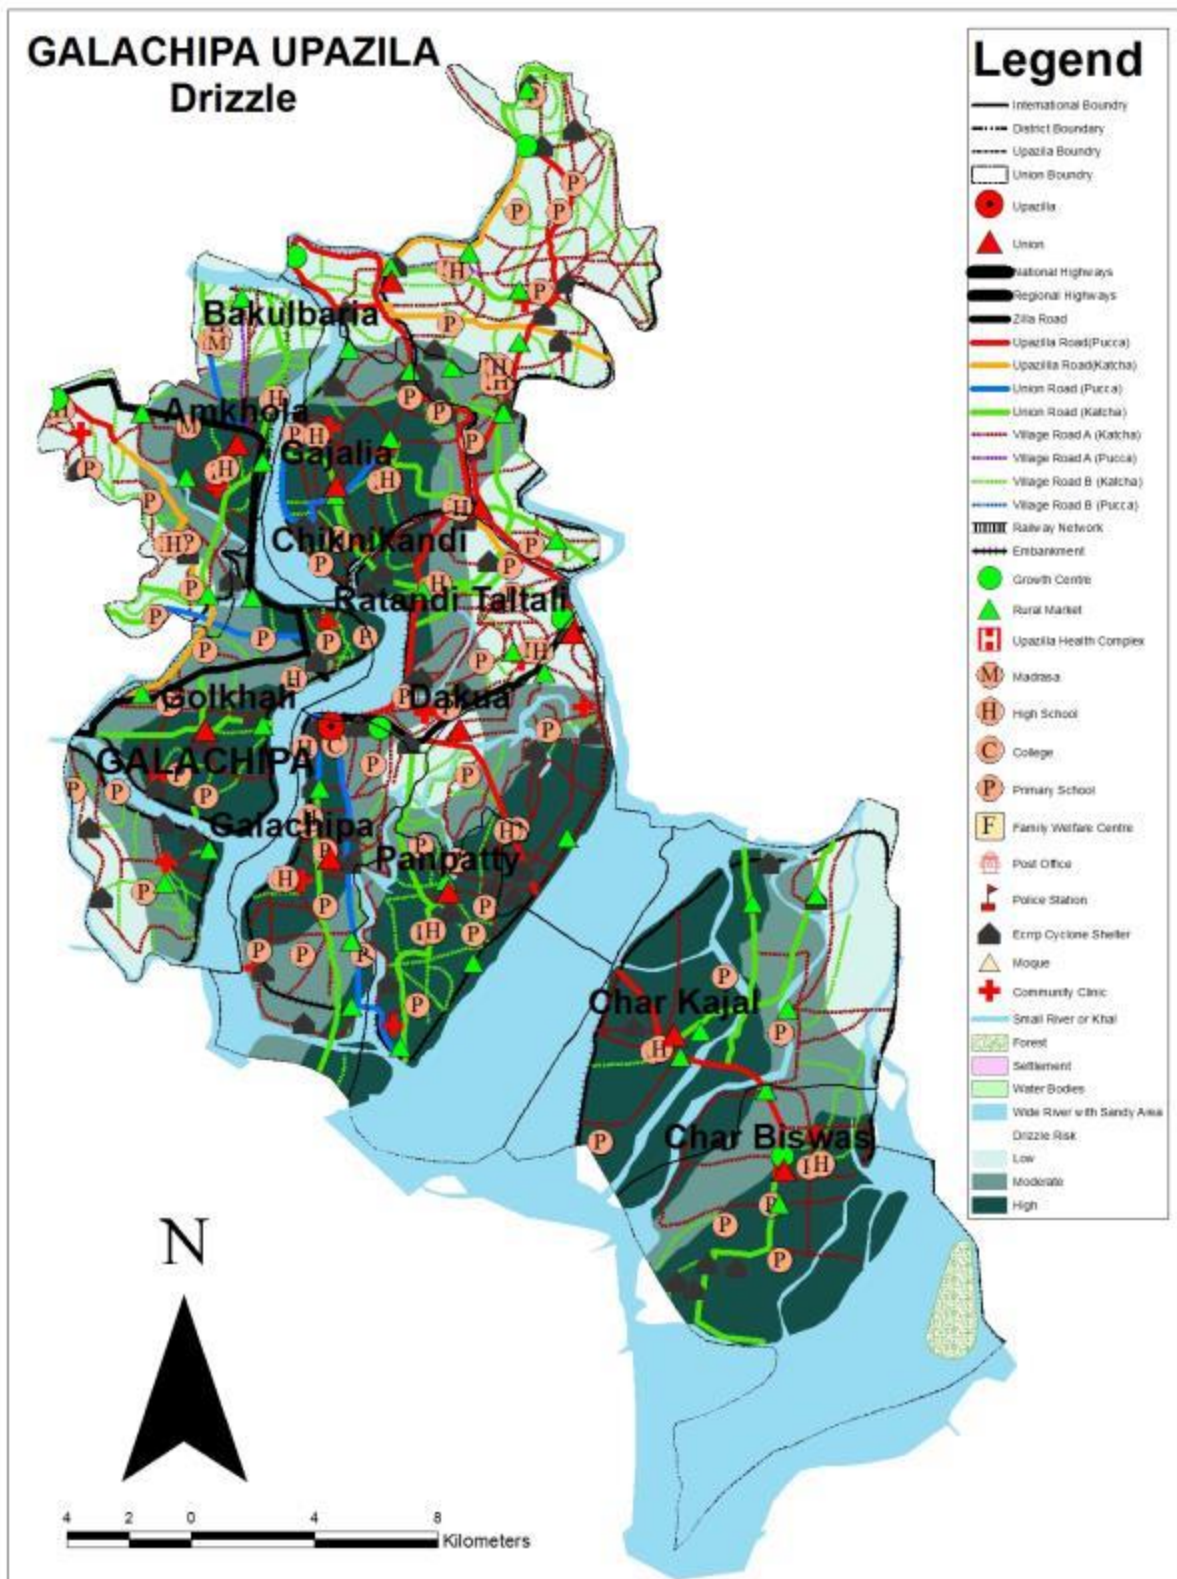 GALACHIPA UPAZILA
Drizzle
Legend
International Boundry
District Boundary
Upazila Boundry
Union Boundry
Upazilla
Union
National Highways
Regional Highways
Zilla Road
Upazilla Road(Pucca)
Upazillla Road(Katcha)
Union Road (Pucca)
Union Road (Katcha)
Village Road A (Katcha)
Village Road A (Pucca)
Village Road B (Katcha)
Village Road B (Pucca)
Railway Network
Embankment
Growth Centre
Rural Market
H Upazilla Health Complex
M Madrasa
H High School
C College
P Primary School
F Family Welfare Centre
Post Office
Police Station
Ecrrp Cyclone Shelter
Moque
Community Clinic
Small River or Khal
Forest
Settlement
Water Bodies
Wide River with Sandy Area
Drizzle Risk
Low
Moderate
High
Bakulbaria
Amkhola
Gajalia
Chiknikandi
Ratandi Taltali
Golkhali
Dakua
GALACHIPA
Galachipa
Panpatty
Char Kajal
Char Biswas
N
4 2 0 4 8
Kilometers